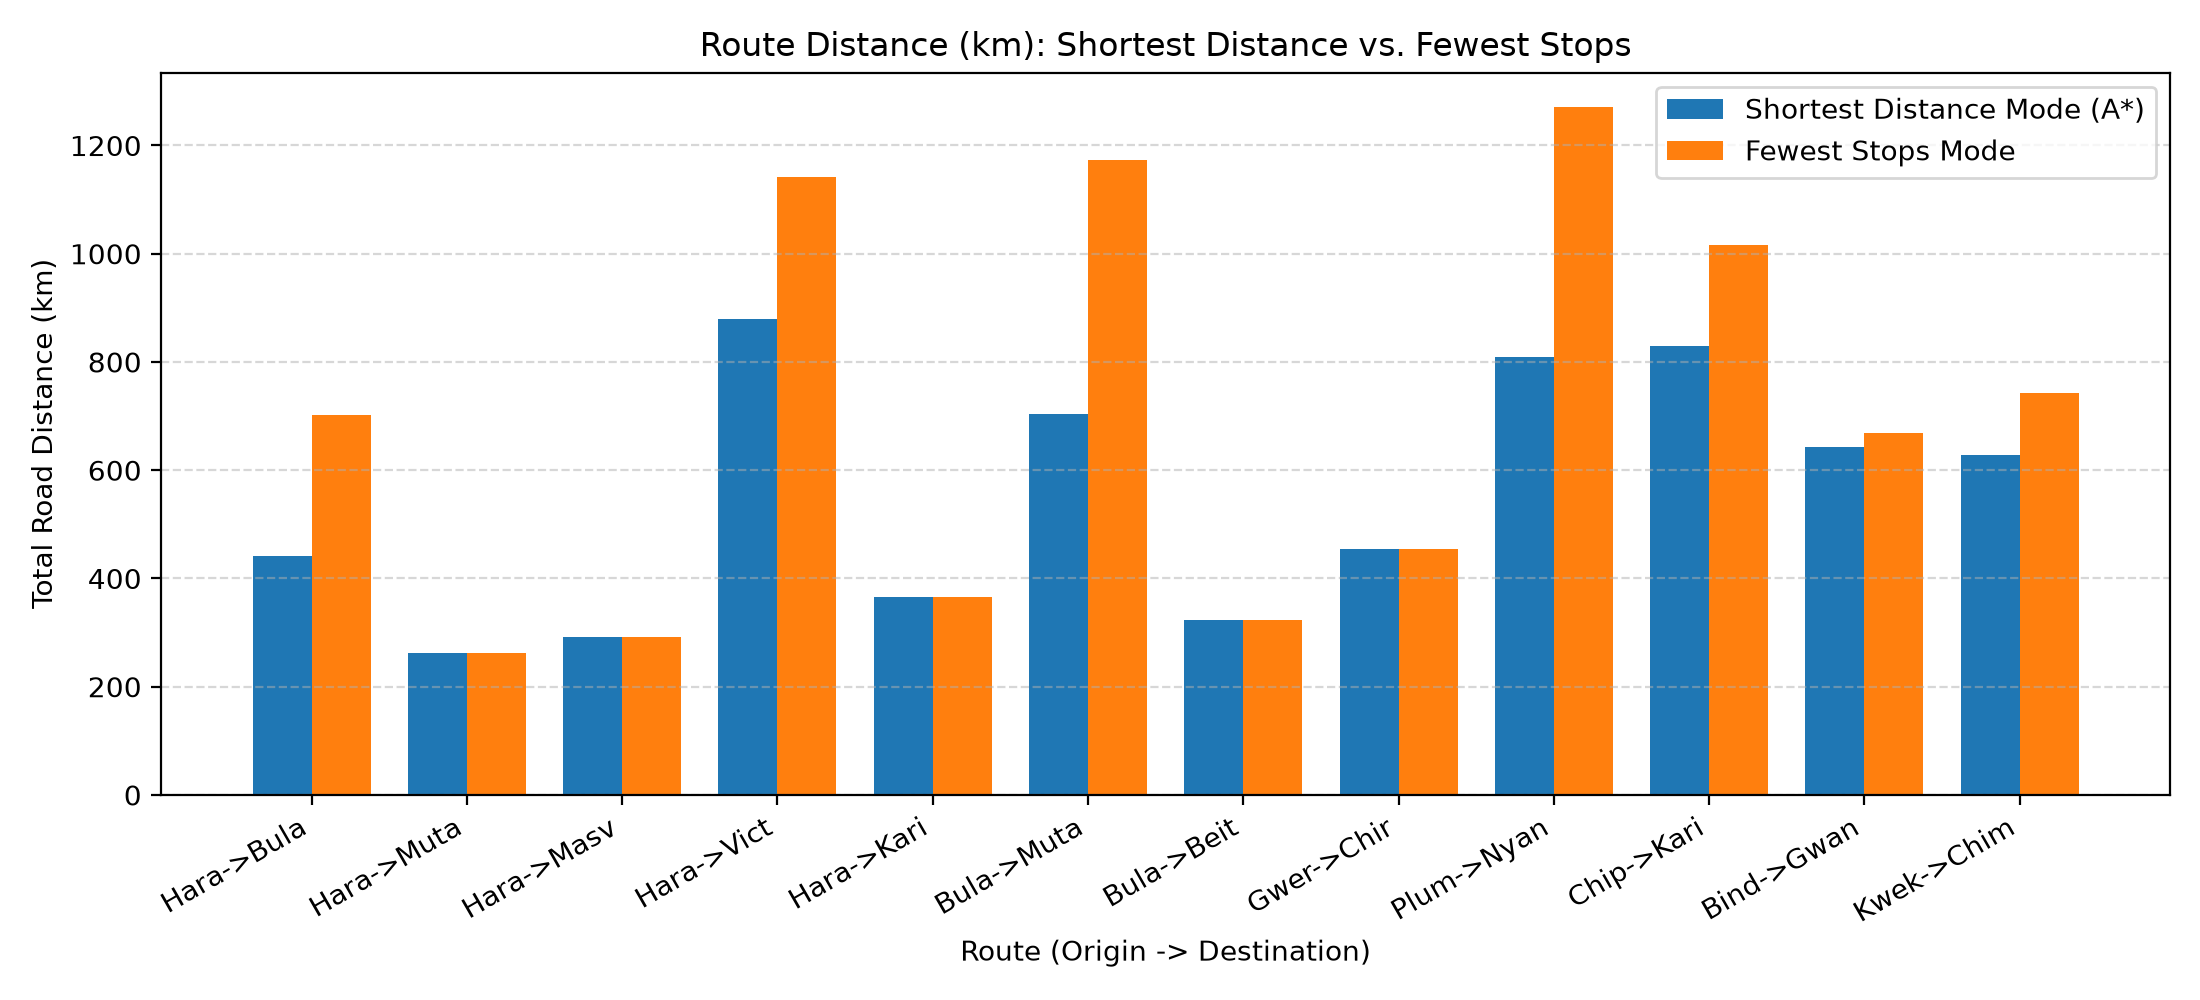 Route Distance (km): Shortest Distance vs. Fewest Stops
Shortest Distance Mode (A*)
Fewest Stops Mode
Total Road Distance (km)
1200
1000
800
600
400
200
0
Hara->Bula
Hara->Muta
Hara->Masv
Hara->Vict
Hara->Kari
Bula->Muta
Bula->Beit
Gwer->Chir
Plum->Nyan
Chip->Kari
Bind->Gwan
Kwek->Chim
Route (Origin -> Destination)